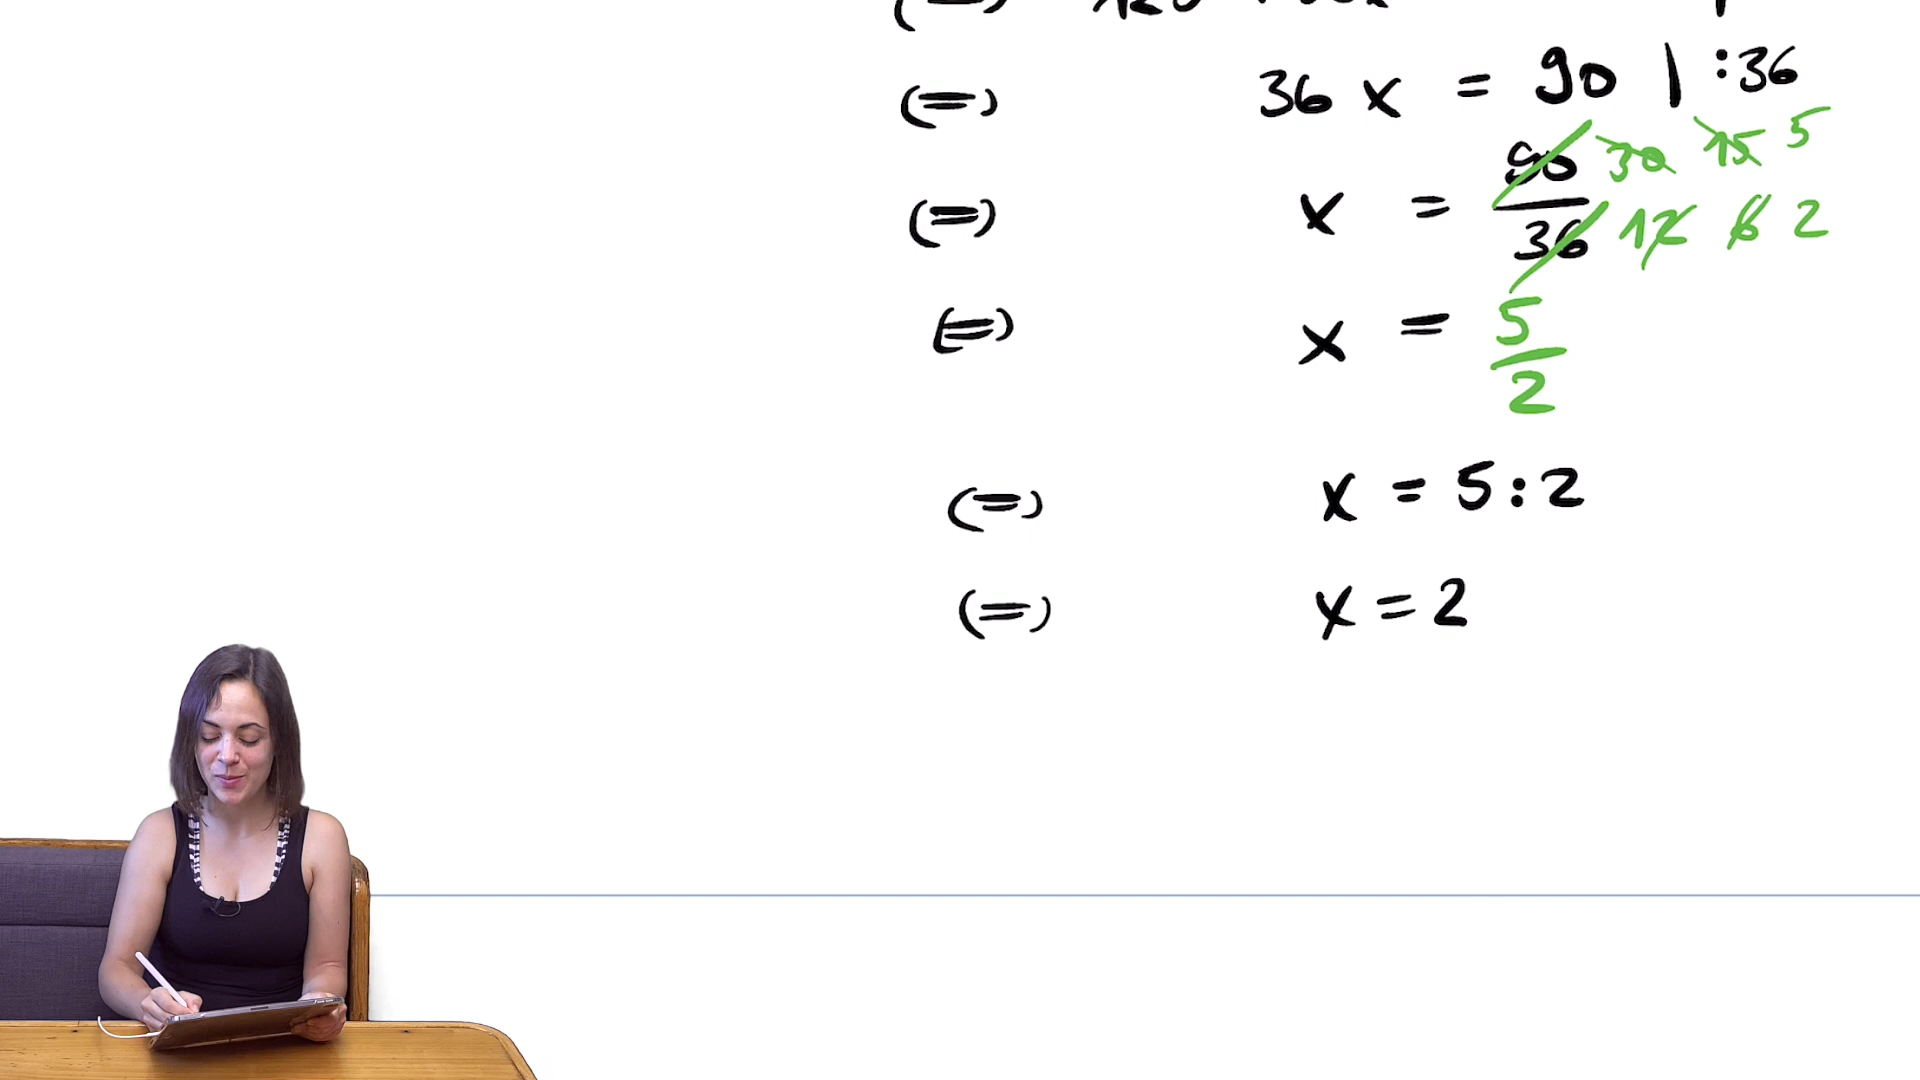 (=) 36 x = 90 | :36
(=) x = 90/36 30 15 5 12 6 2
(=) x = 5/2
(=) x = 5:2
(=) x = 2